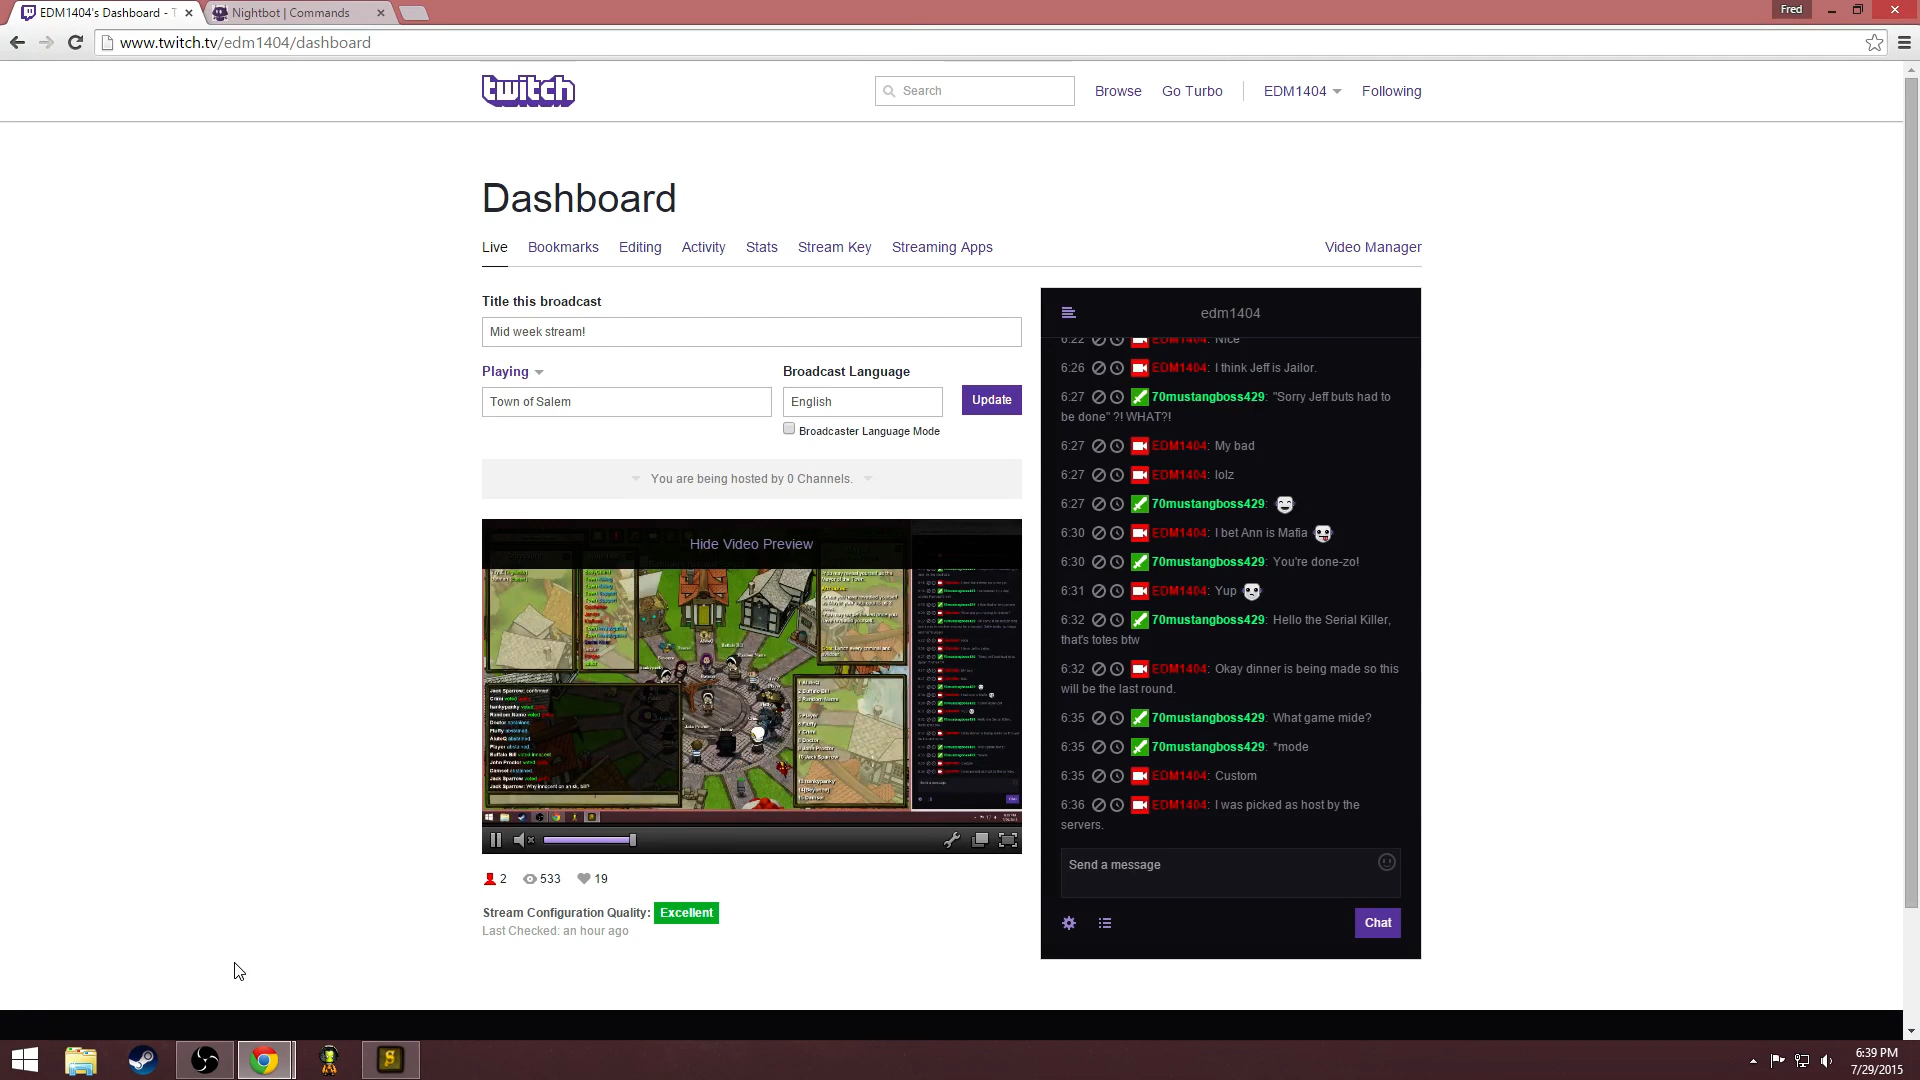 EDM1404's Dashboard - T
Nightbot | Commands
Fred
www.twitch.tv/edm1404/dashboard
twitch
Search
Browse
Go Turbo
EDM1404
Following
Dashboard
Live
Bookmarks
Editing
Activity
Stats
Stream Key
Streaming Apps
Video Manager
Title this broadcast
Mid week stream!
Playing
Broadcast Language
Town of Salem
English
Update
Broadcaster Language Mode
You are being hosted by 0 Channels.
Hide Video Preview
Jack Sparrow: confirmed
2
533
19
Stream Configuration Quality: Excellent
Last Checked: an hour ago
edm1404
6:22 EDM1404: Nice
6:26 EDM1404: I think Jeff is Jailor.
6:27 70mustangboss429: "Sorry Jeff buts had to
be done" ?! WHAT?!
6:27 EDM1404: My bad
6:27 EDM1404: lolz
6:27 70mustangboss429:
6:30 EDM1404: I bet Ann is Mafia
6:30 70mustangboss429: You're done-zo!
6:31 EDM1404: Yup
6:32 70mustangboss429: Hello the Serial Killer,
that's totes btw
6:32 EDM1404: Okay dinner is being made so this
will be the last round.
6:35 70mustangboss429: What game mide?
6:35 70mustangboss429: *mode
6:35 EDM1404: Custom
6:36 EDM1404: I was picked as host by the
servers.
Send a message
Chat
6:39 PM
7/29/2015